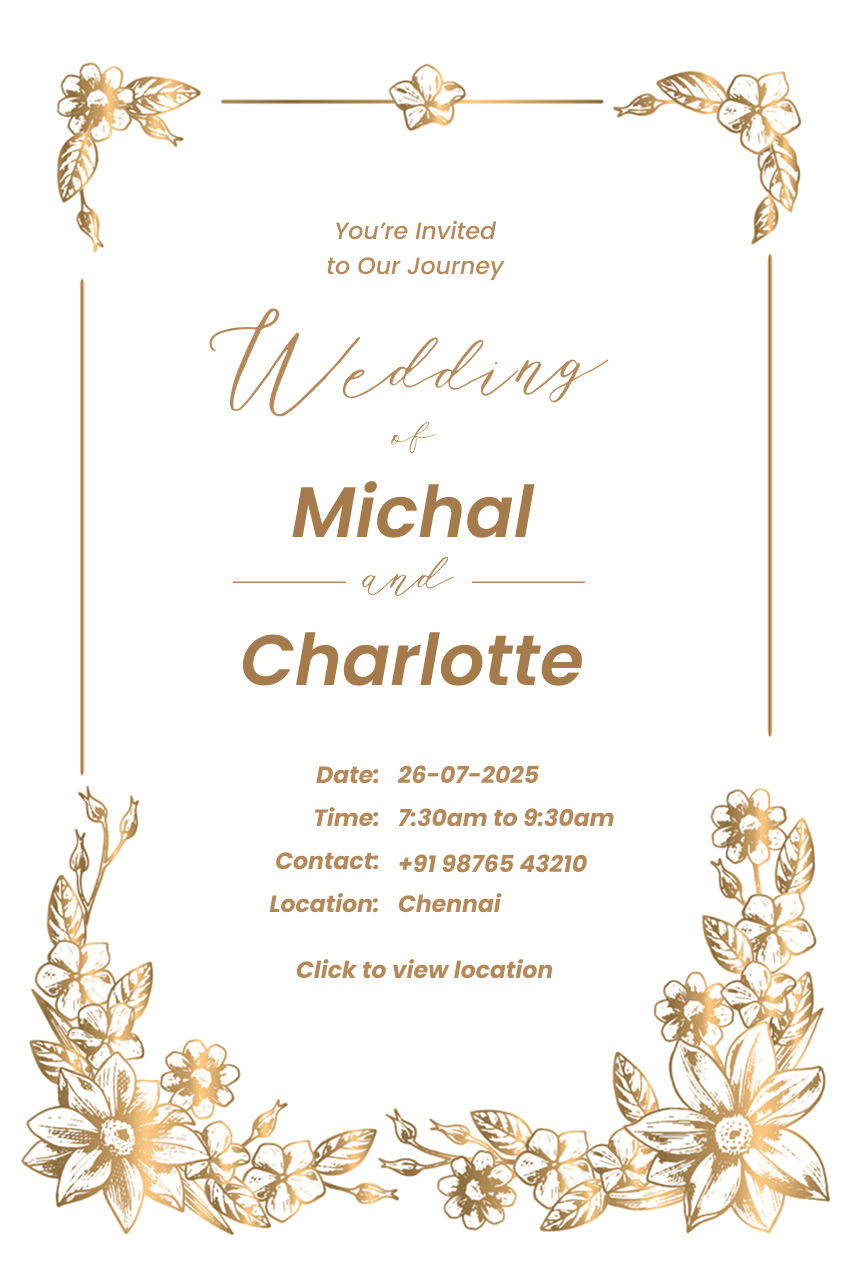 You’re Invited
to Our Journey
Wedding
of
Michal
and
Charlotte
Date: 26-07-2025
Time: 7:30am to 9:30am
Contact: +91 98765 43210
Location: Chennai
Click to view location